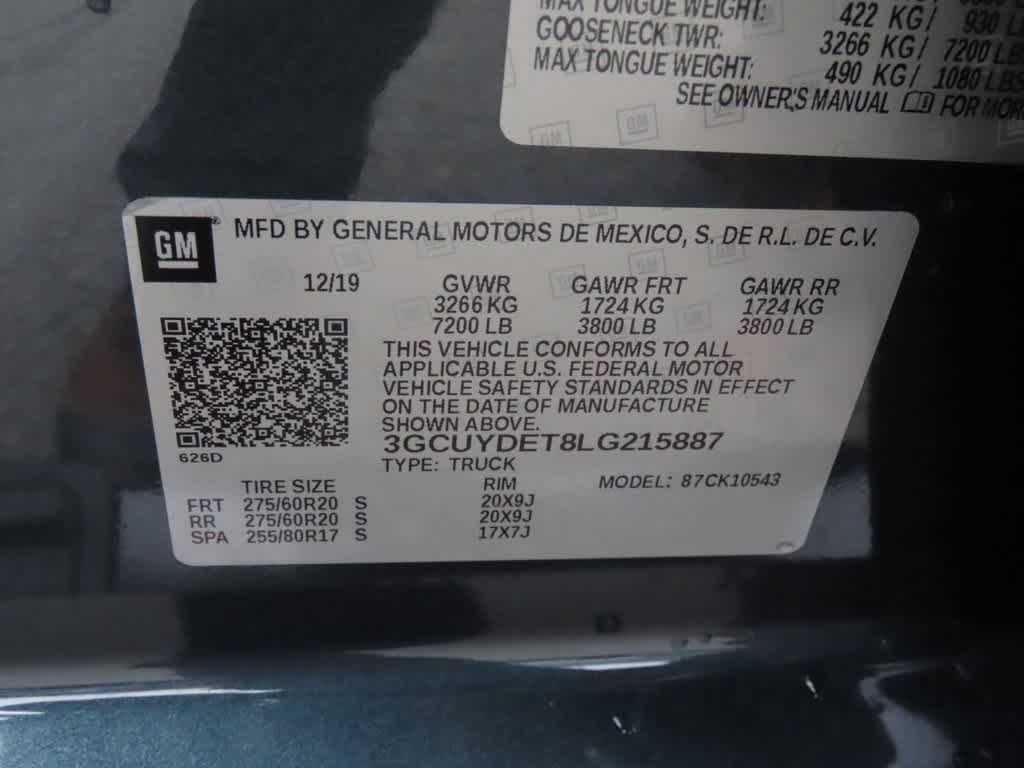 MAX TONGUE WEIGHT: 422 KG/ 930 LB
GOOSENECK TWR: 3266 KG/ 7200 LBS
MAX TONGUE WEIGHT: 490 KG/ 1080 LBS
SEE OWNER'S MANUAL FOR MORE
GM ® MFD BY GENERAL MOTORS DE MEXICO, S. DE R.L. DE C.V.
12/19 GVWR GAWR FRT GAWR RR
3266 KG 1724 KG 1724 KG
7200 LB 3800 LB 3800 LB
THIS VEHICLE CONFORMS TO ALL
APPLICABLE U.S. FEDERAL MOTOR
VEHICLE SAFETY STANDARDS IN EFFECT
ON THE DATE OF MANUFACTURE
SHOWN ABOVE.
3GCUYDET8LG215887
626D
TYPE: TRUCK
TIRE SIZE RIM MODEL: 87CK10543
FRT 275/60R20 S 20X9J
RR 275/60R20 S 20X9J
SPA 255/80R17 S 17X7J